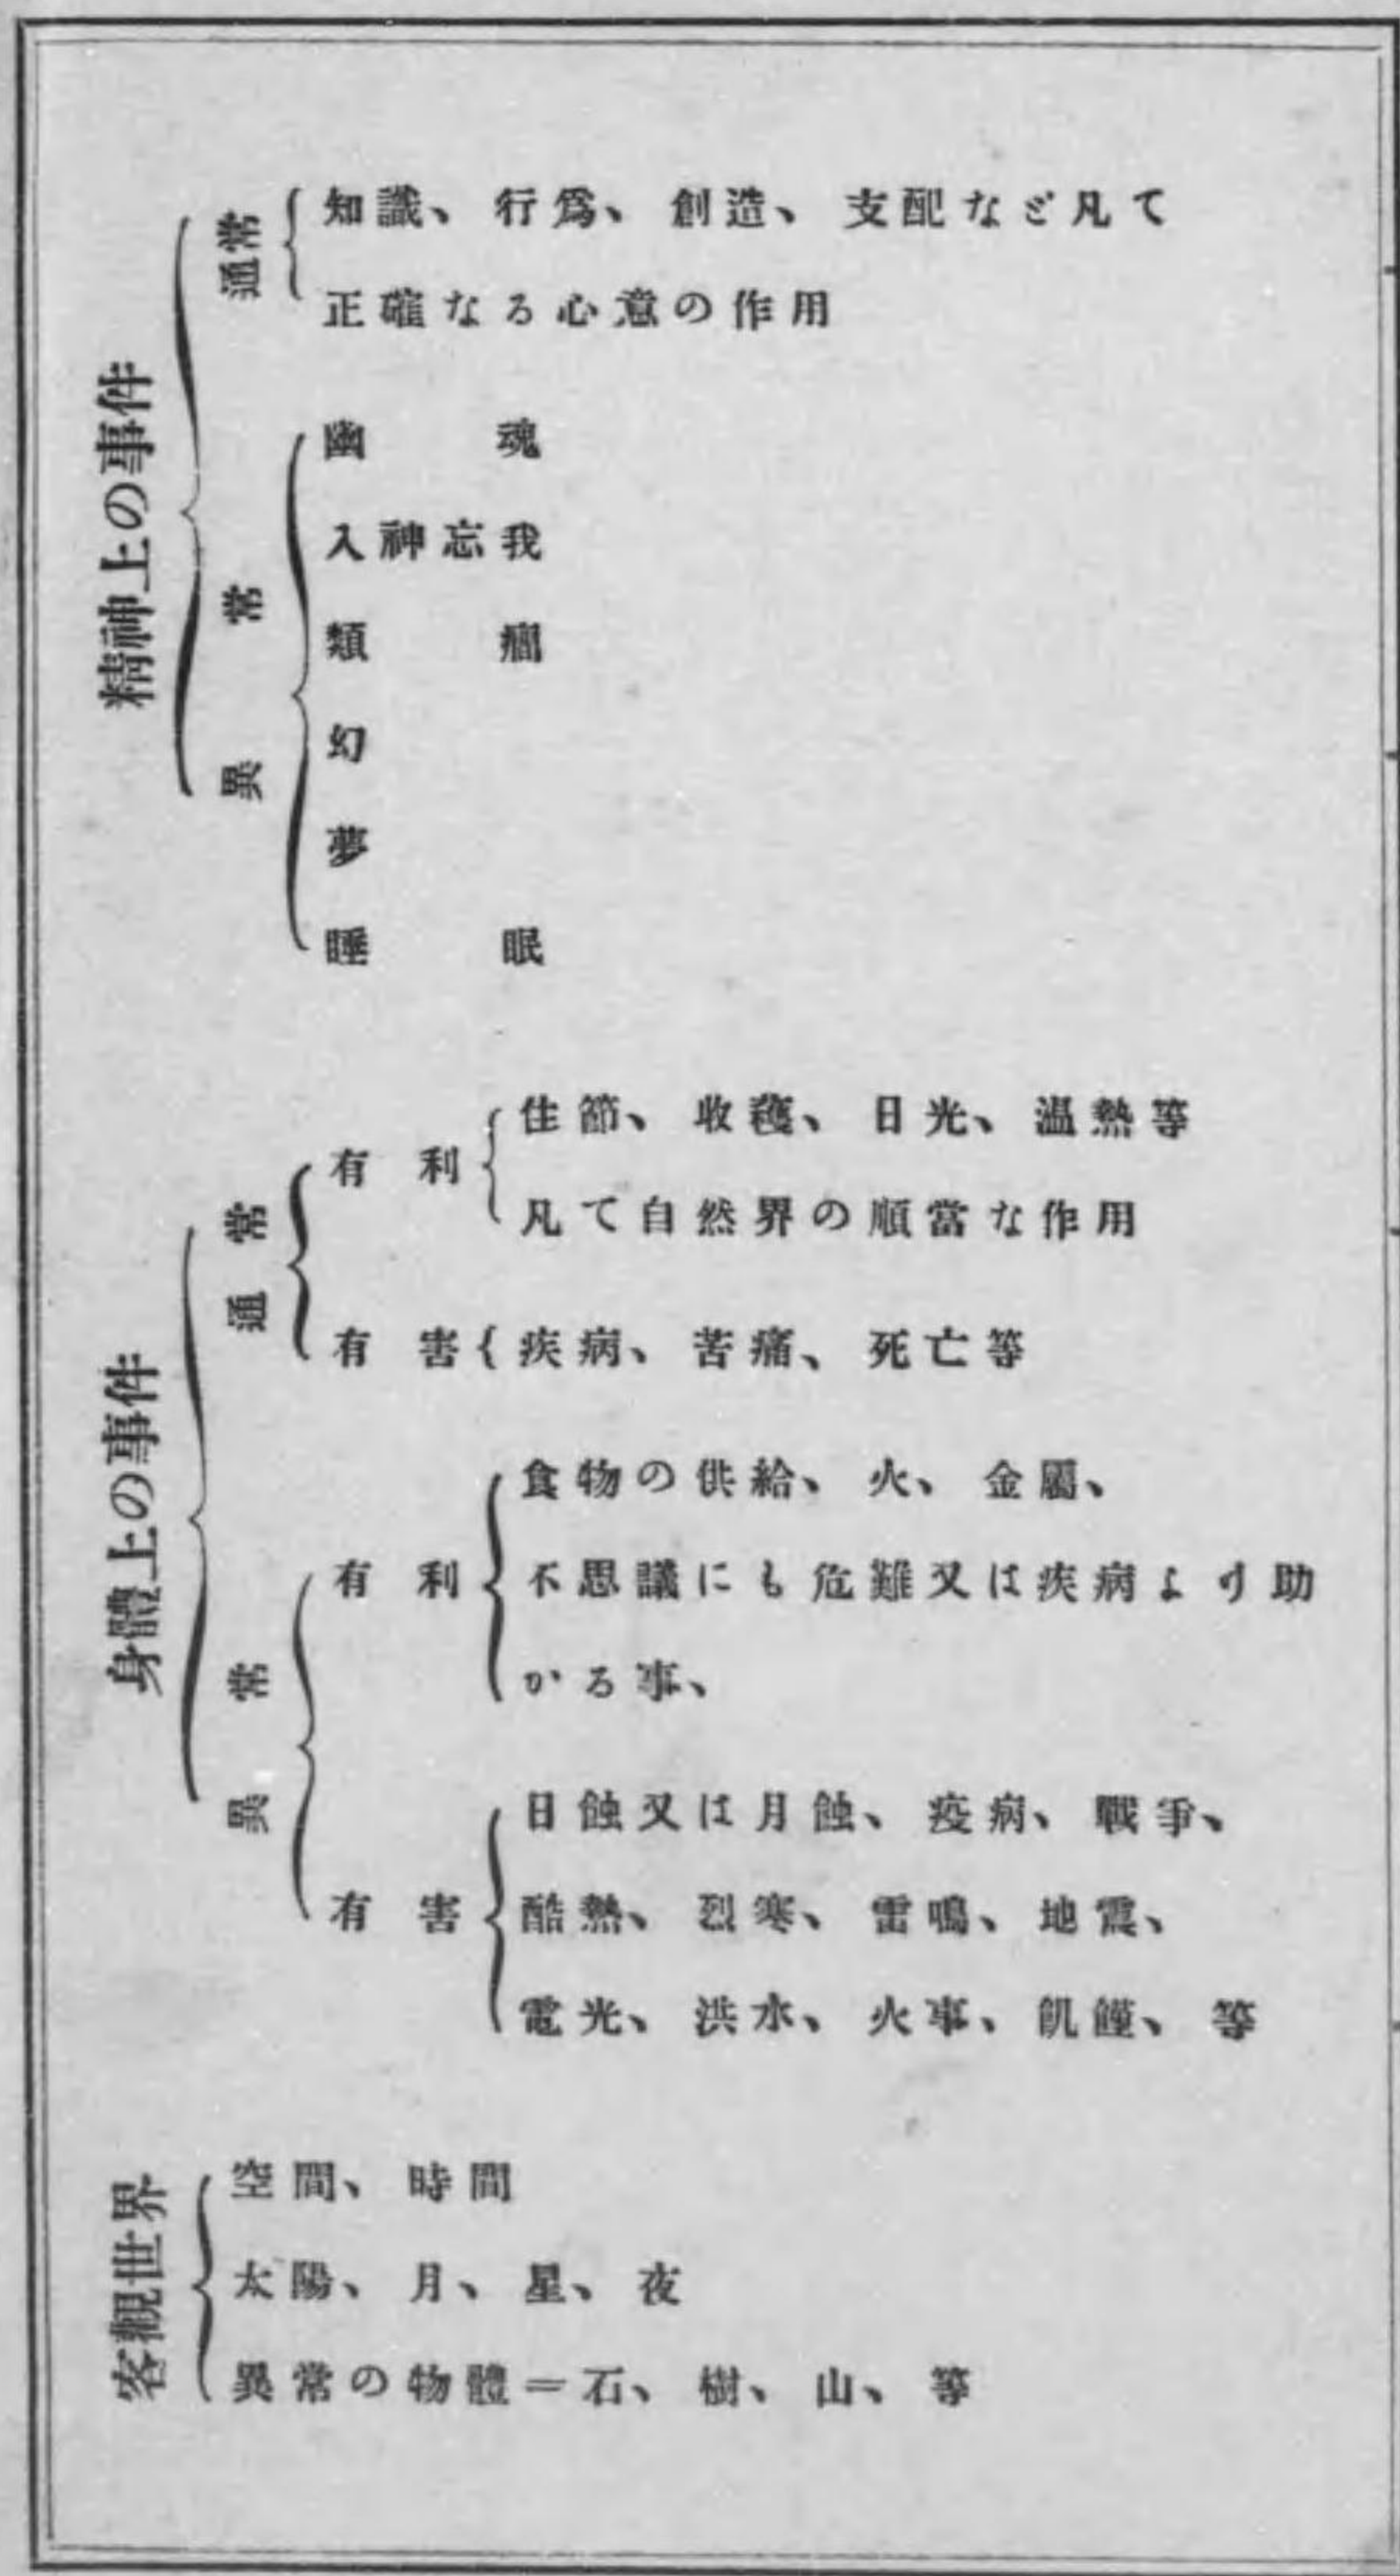 精神上の事件
通常
知識、行爲、創造、支配など凡て
正確なる心意の作用
異常
幽魂
入神忘我
類癇
幻
夢
睡眠
身體上の事件
通常
有利
佳節、收穫、日光、温熱等
凡て自然界の順當な作用
有害
疾病、苦痛、死亡等
異常
有利
食物の供給、火、金屬、
不思議にも危難又は疾病より助
かる事、
有害
日蝕又は月蝕、疫病、戰爭、
酷熱、烈寒、雷鳴、地震、
電光、洪水、火事、飢饉、等
客觀世界
空間、時間
太陽、月、星、夜
異常の物體=石、樹、山、等